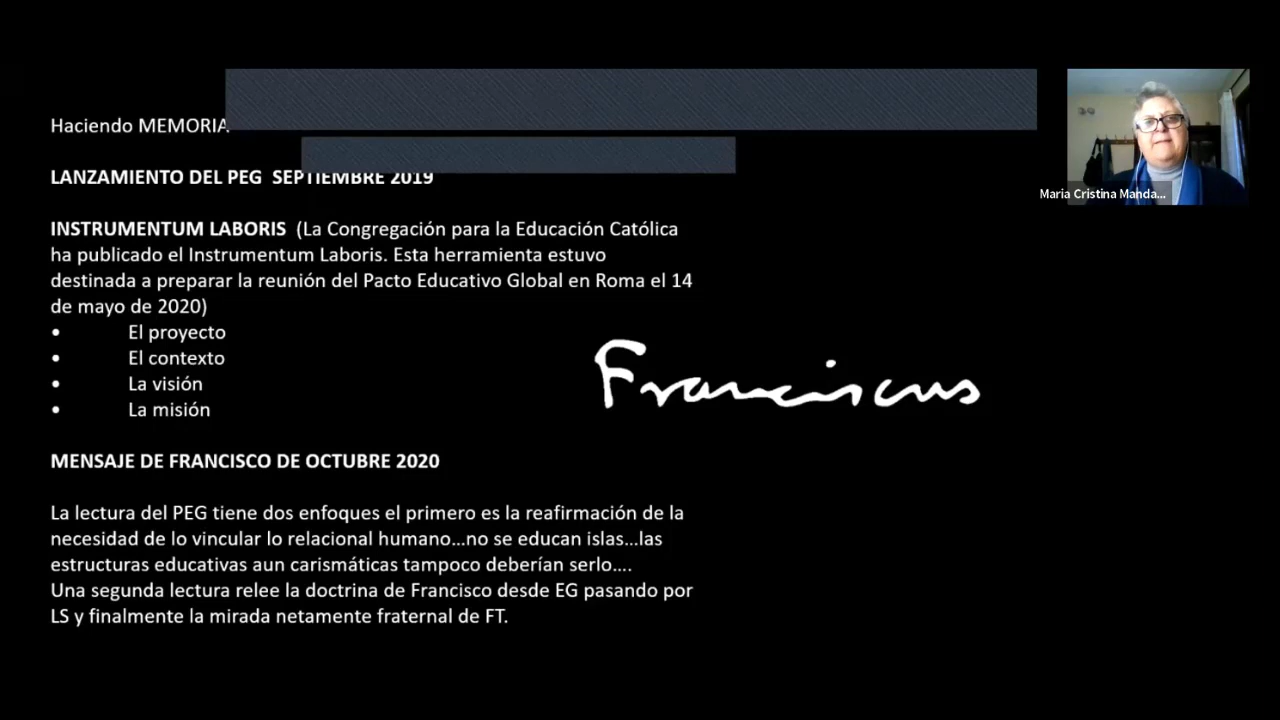 Haciendo MEMORIA.
LANZAMIENTO DEL PEG SEPTIEMBRE 2019
INSTRUMENTUM LABORIS (La Congregación para la Educación Católica
ha publicado el Instrumentum Laboris. Esta herramienta estuvo
destinada a preparar la reunión del Pacto Educativo Global en Roma el 14
de mayo de 2020)
• El proyecto
• El contexto
• La visión
• La misión
MENSAJE DE FRANCISCO DE OCTUBRE 2020
La lectura del PEG tiene dos enfoques el primero es la reafirmación de la
necesidad de lo vincular lo relacional humano...no se educan islas...las
estructuras educativas aun carismáticas tampoco deberían serlo....
Una segunda lectura relee la doctrina de Francisco desde EG pasando por
LS y finalmente la mirada netamente fraternal de FT.
Franciscus
Maria Cristina Manda...